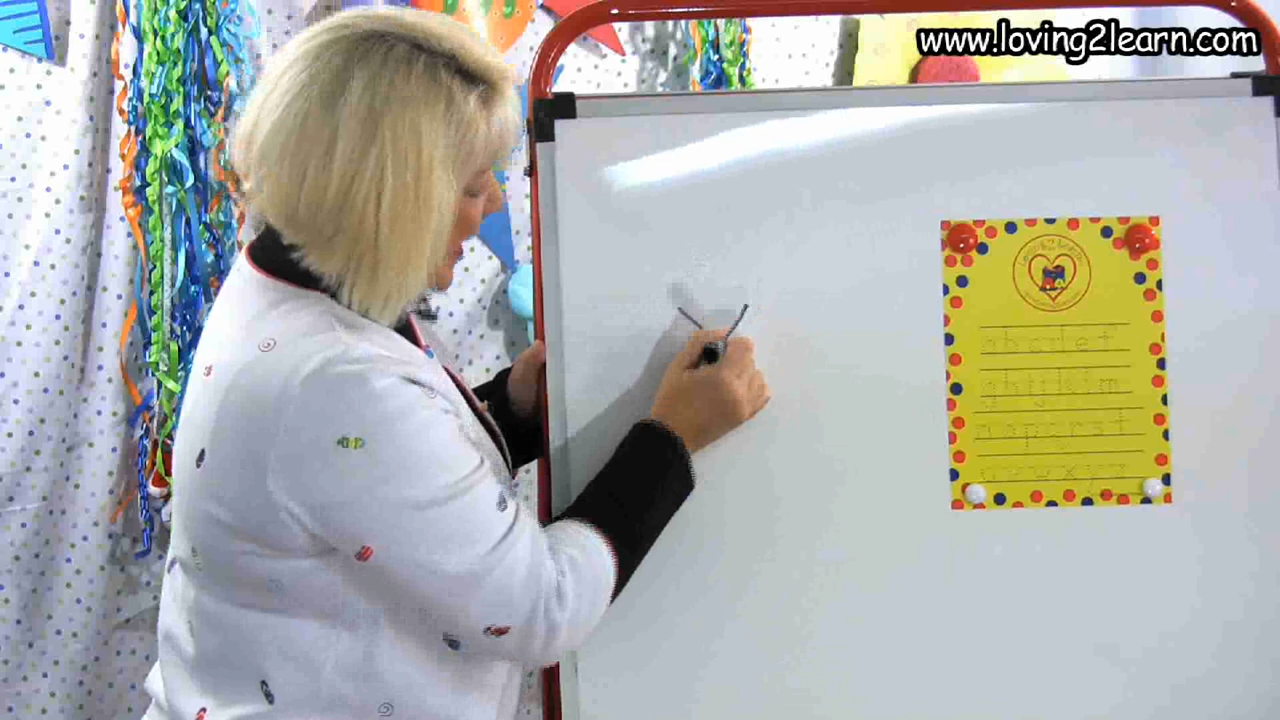 www.loving2learn.com
a b c d e f
g h i j k l m
n o p q r s t
u v w x y z